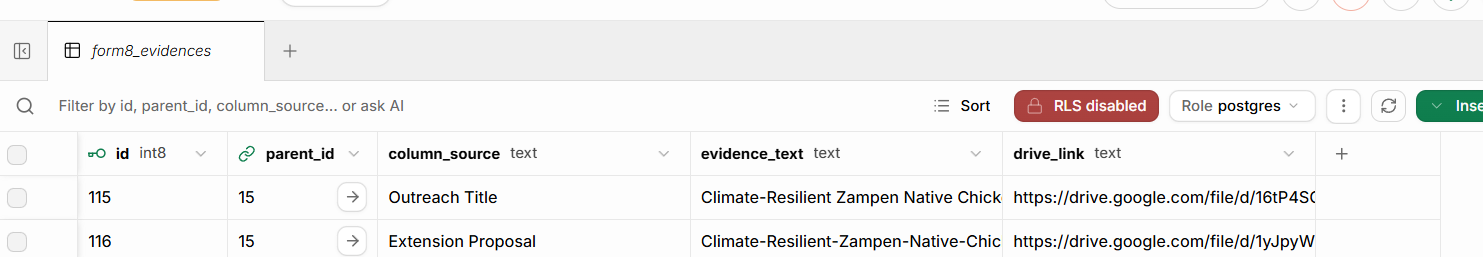 form8_evidences
Filter by id, parent_id, column_source... or ask AI Sort RLS disabled Role postgres Inse
id int8 parent_id column_source text evidence_text text drive_link text
115 15 Outreach Title Climate-Resilient Zampen Native Chick https://drive.google.com/file/d/16tP4S
116 15 Extension Proposal Climate-Resilient-Zampen-Native-Chic https://drive.google.com/file/d/1yJpyW